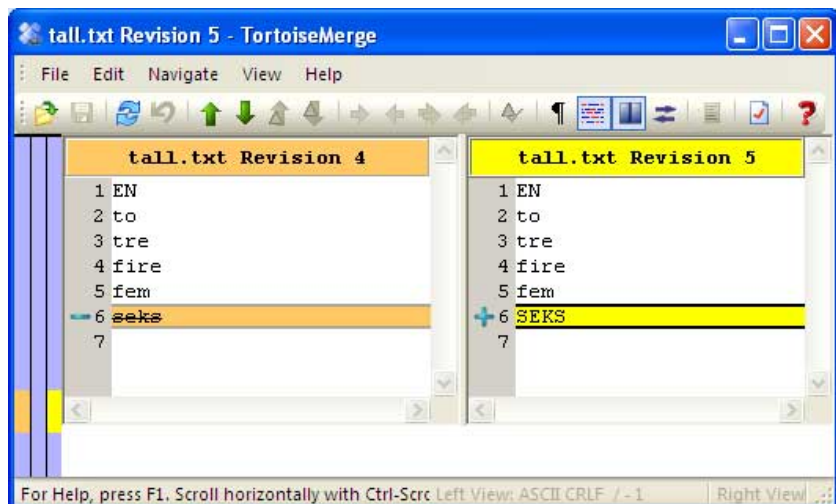 tall.txt Revision 5 - TortoiseMerge
File Edit Navigate View Help
tall.txt Revision 4
1 EN
2 to
3 tre
4 fire
5 fem
6 seks
7
tall.txt Revision 5
1 EN
2 to
3 tre
4 fire
5 fem
6 SEKS
7
For Help, press F1. Scroll horizontally with Ctrl-Scrc Left View: ASCII CRLF / - 1 Right View